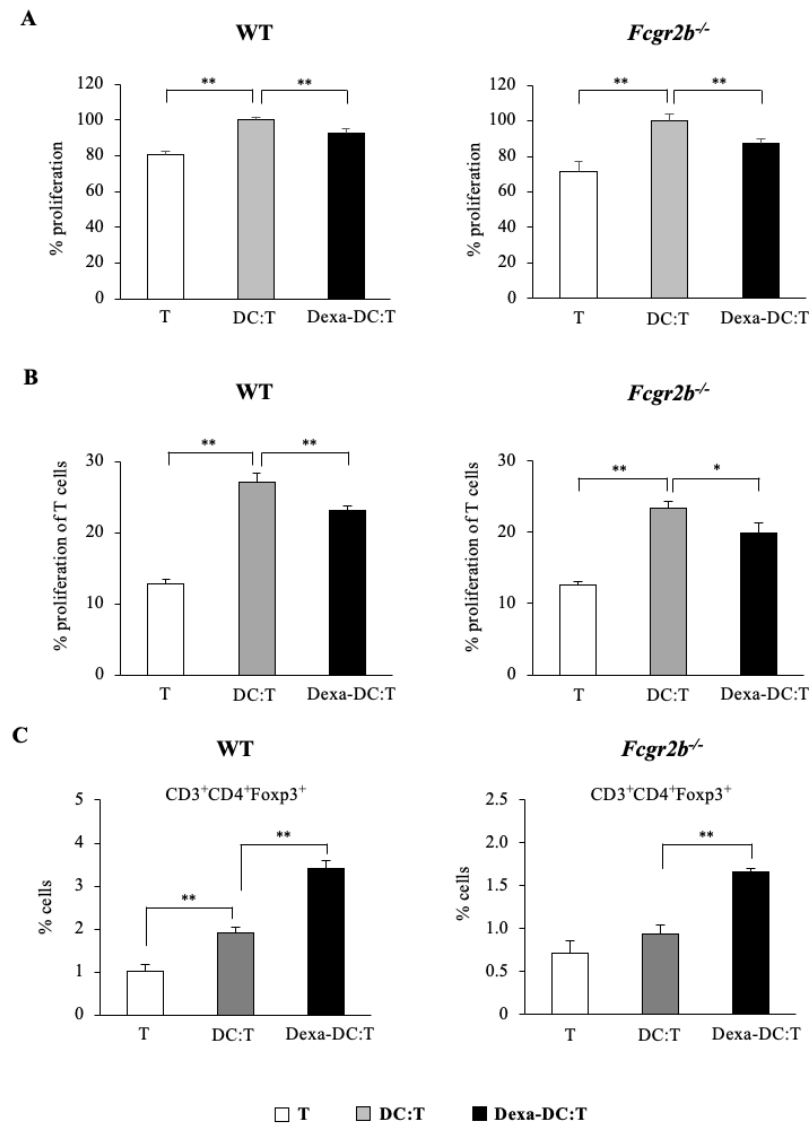 A
WT
Fcgr2b-/-
% proliferation
120
100
80
60
40
20
0
**
**
T
DC:T
Dexa-DC:T
% proliferation
120
100
80
60
40
20
0
**
**
T
DC:T
Dexa-DC:T
B
WT
Fcgr2b-/-
% proliferation of T cells
30
20
10
0
**
**
T
DC:T
Dexa-DC:T
% proliferation of T cells
30
20
10
0
**
*
T
DC:T
Dexa-DC:T
C
WT
Fcgr2b-/-
CD3+CD4+Foxp3+
% cells
5
4
3
2
1
0
**
**
T
DC:T
Dexa-DC:T
CD3+CD4+Foxp3+
% cells
2.5
2.0
1.5
1.0
0.5
0
**
T
DC:T
Dexa-DC:T
T DC:T Dexa-DC:T